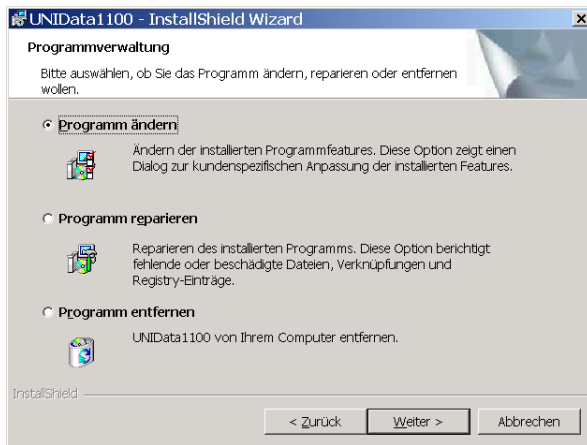 UNIData1100 - InstallShield Wizard
Programmverwaltung
Bitte auswählen, ob Sie das Programm ändern, reparieren oder entfernen
wollen.
Programm ändern
Ändern der installierten Programmfeatures. Diese Option zeigt einen
Dialog zur kundenspezifischen Anpassung der installierten Features.
Programm reparieren
Reparieren des installierten Programms. Diese Option berichtigt
fehlende oder beschädigte Dateien, Verknüpfungen und
Registry-Einträge.
Programm entfernen
UNIData1100 von Ihrem Computer entfernen.
InstallShield
< Zurück Weiter > Abbrechen